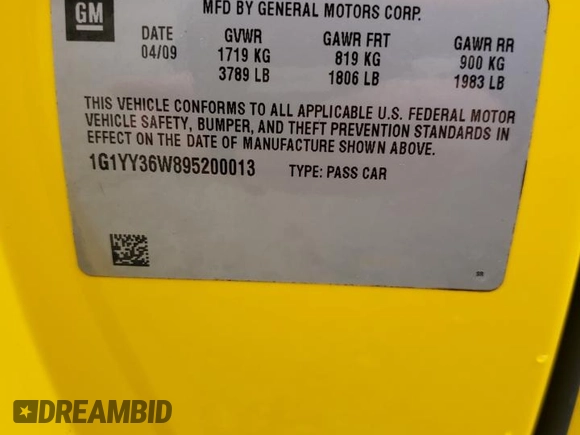 GM
MFD BY GENERAL MOTORS CORP.
DATE GVWR GAWR FRT GAWR RR
04/09 1719 KG 819 KG 900 KG
3789 LB 1806 LB 1983 LB
THIS VEHICLE CONFORMS TO ALL APPLICABLE U.S. FEDERAL MOTOR
VEHICLE SAFETY, BUMPER, AND THEFT PREVENTION STANDARDS IN
EFFECT ON THE DATE OF MANUFACTURE SHOWN ABOVE.
1G1YY36W895200013 TYPE: PASS CAR
DREAMBID